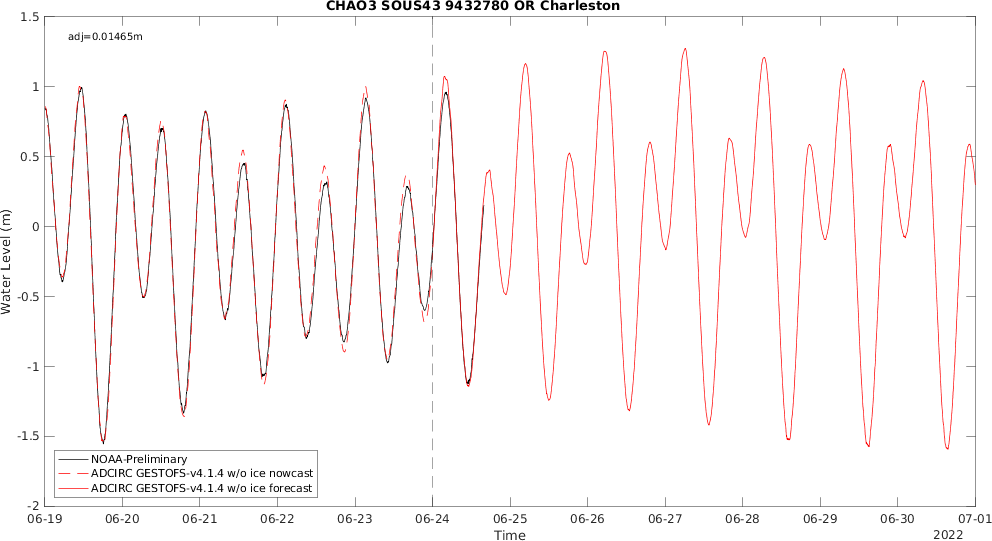 CHAO3 SOUS43 9432780 OR Charleston
adj=0.01465m
1.5
1
0.5
0
-0.5
-1
-1.5
-2
Water Level (m)
NOAA-Preliminary
ADCIRC GESTOFS-v4.1.4 w/o ice nowcast
ADCIRC GESTOFS-v4.1.4 w/o ice forecast
06-19 06-20 06-21 06-22 06-23 06-24 06-25 06-26 06-27 06-28 06-29 06-30 07-01
Time
2022